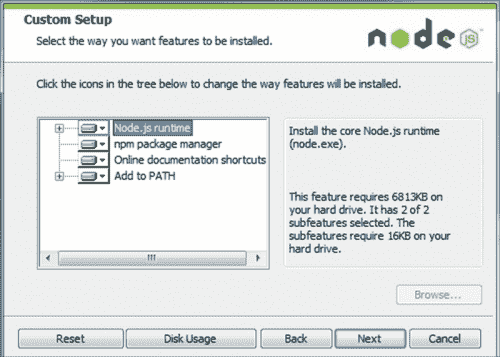 Custom Setup
Select the way you want features to be installed.
node js
Click the icons in the tree below to change the way features will be installed.
Node.js runtime
npm package manager
Online documentation shortcuts
Add to PATH
Install the core Node.js runtime
(node.exe).
This feature requires 6813KB on
your hard drive. It has 2 of 2
subfeatures selected. The
subfeatures require 16KB on your
hard drive.
Browse...
Reset
Disk Usage
Back
Next
Cancel